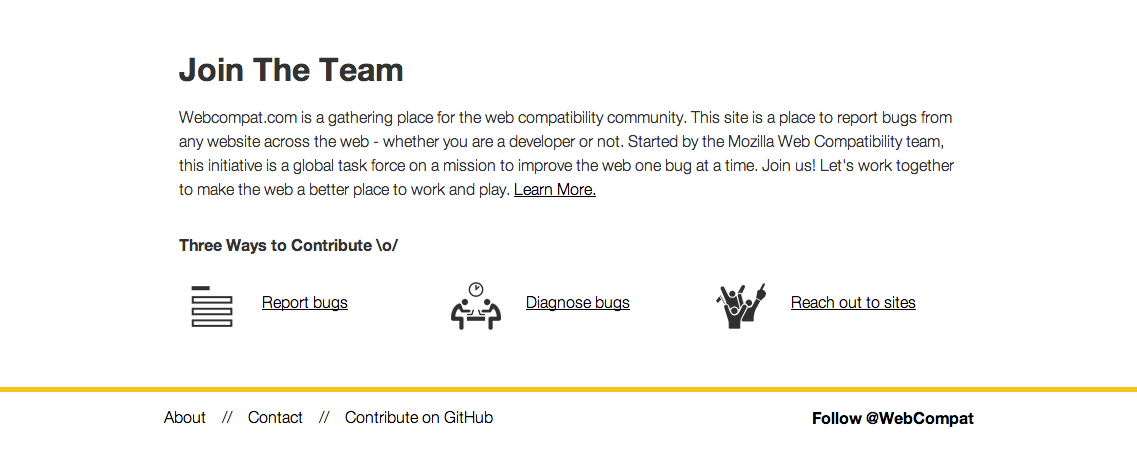 Join The Team
Webcompat.com is a gathering place for the web compatibility community. This site is a place to report bugs from
any website across the web - whether you are a developer or not. Started by the Mozilla Web Compatibility team,
this initiative is a global task force on a mission to improve the web one bug at a time. Join us! Let's work together
to make the web a better place to work and play. Learn More.
Three Ways to Contribute \o/
Report bugs Diagnose bugs Reach out to sites
About // Contact // Contribute on GitHub Follow @WebCompat